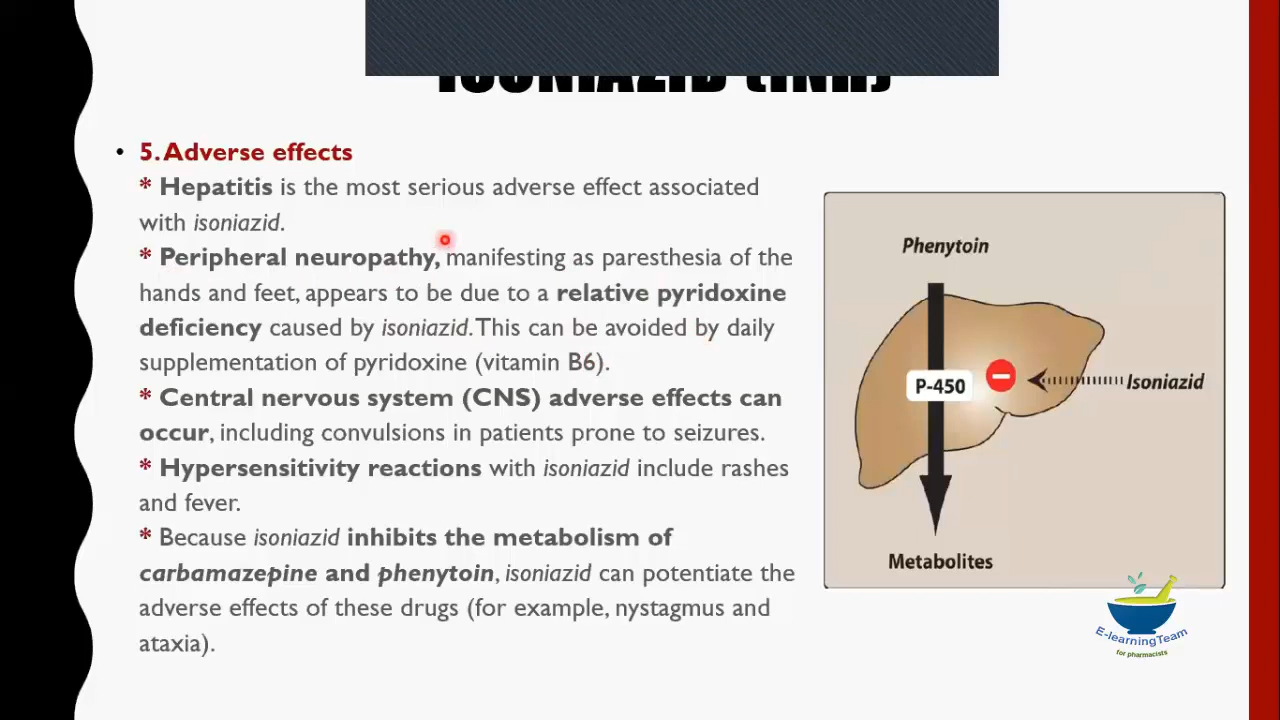 ISONIAZID (INH)
• 5. Adverse effects
* Hepatitis is the most serious adverse effect associated
with isoniazid.
* Peripheral neuropathy, manifesting as paresthesia of the
hands and feet, appears to be due to a relative pyridoxine
deficiency caused by isoniazid. This can be avoided by daily
supplementation of pyridoxine (vitamin B6).
* Central nervous system (CNS) adverse effects can
occur, including convulsions in patients prone to seizures.
* Hypersensitivity reactions with isoniazid include rashes
and fever.
* Because isoniazid inhibits the metabolism of
carbamazepine and phenytoin, isoniazid can potentiate the
adverse effects of these drugs (for example, nystagmus and
ataxia).
Phenytoin
P-450
Isoniazid
Metabolites
E-learningTeam
for pharmacists